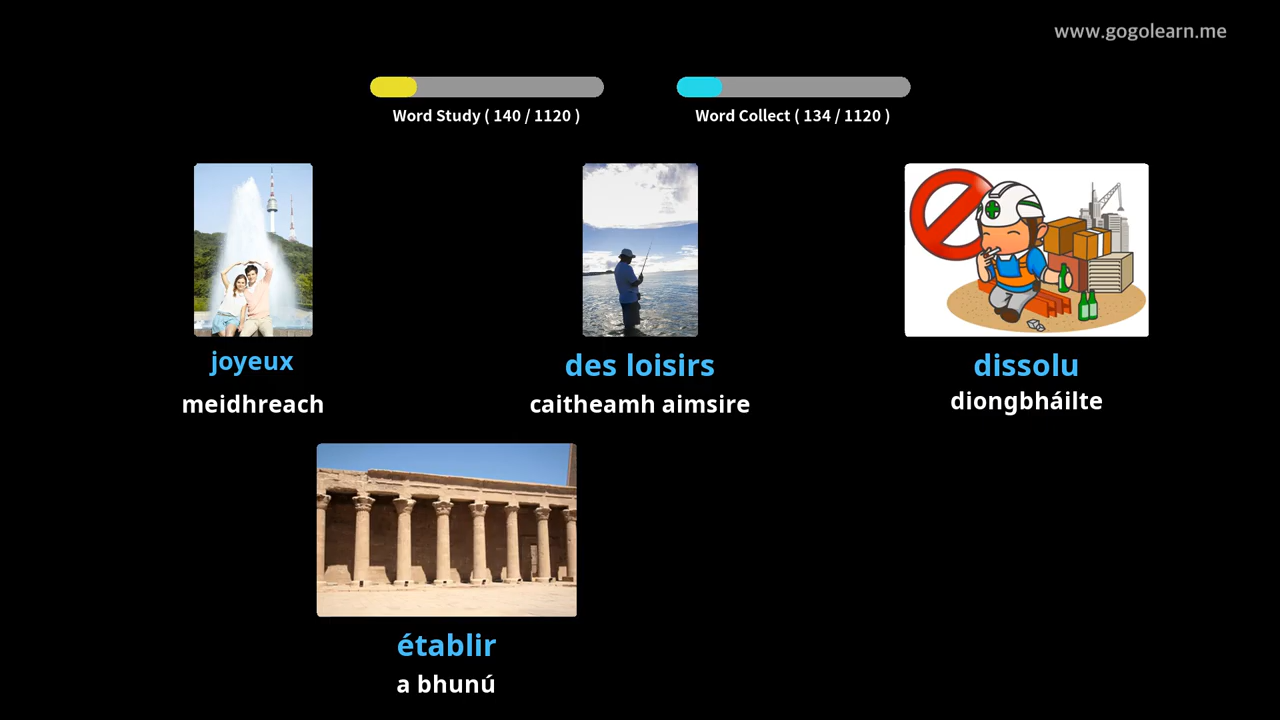 www.gogolearn.me
Word Study ( 140 / 1120 )
Word Collect ( 134 / 1120 )
joyeux
meidhreach
des loisirs
caitheamh aimsire
dissolu
diongbháilte
établir
a bhunú